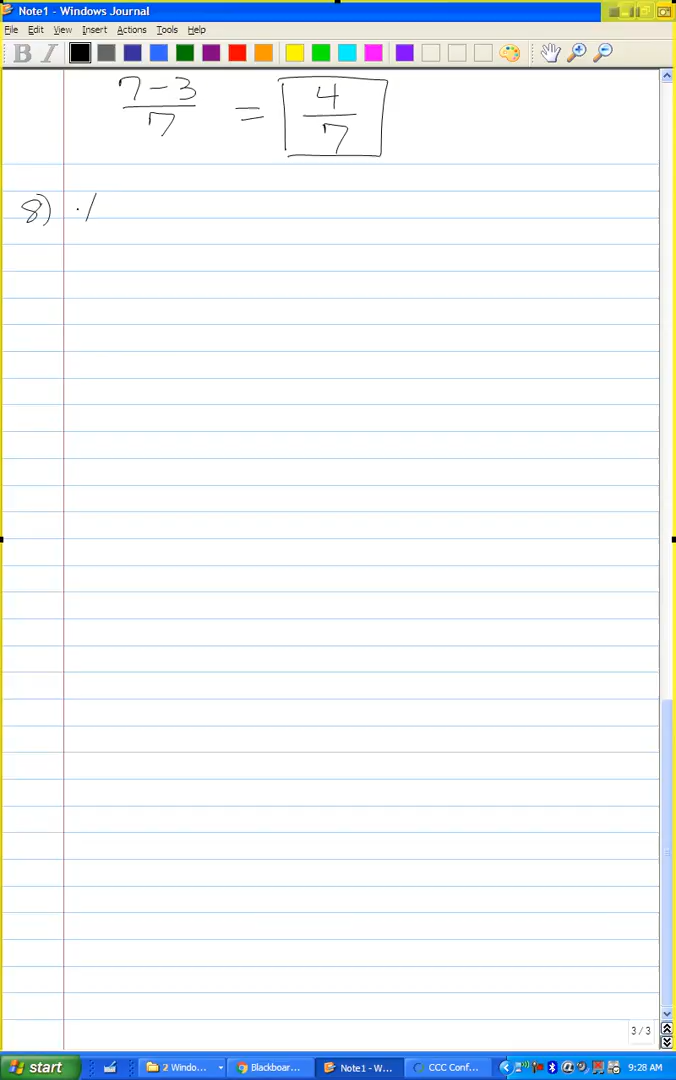 Note1 - Windows Journal
File Edit View Insert Actions Tools Help
B I
7 - 3
7
=
4
7
8)
3 / 3
start
2 Windo...
Blackboar...
Note1 - W...
CCC Conf...
9:28 AM